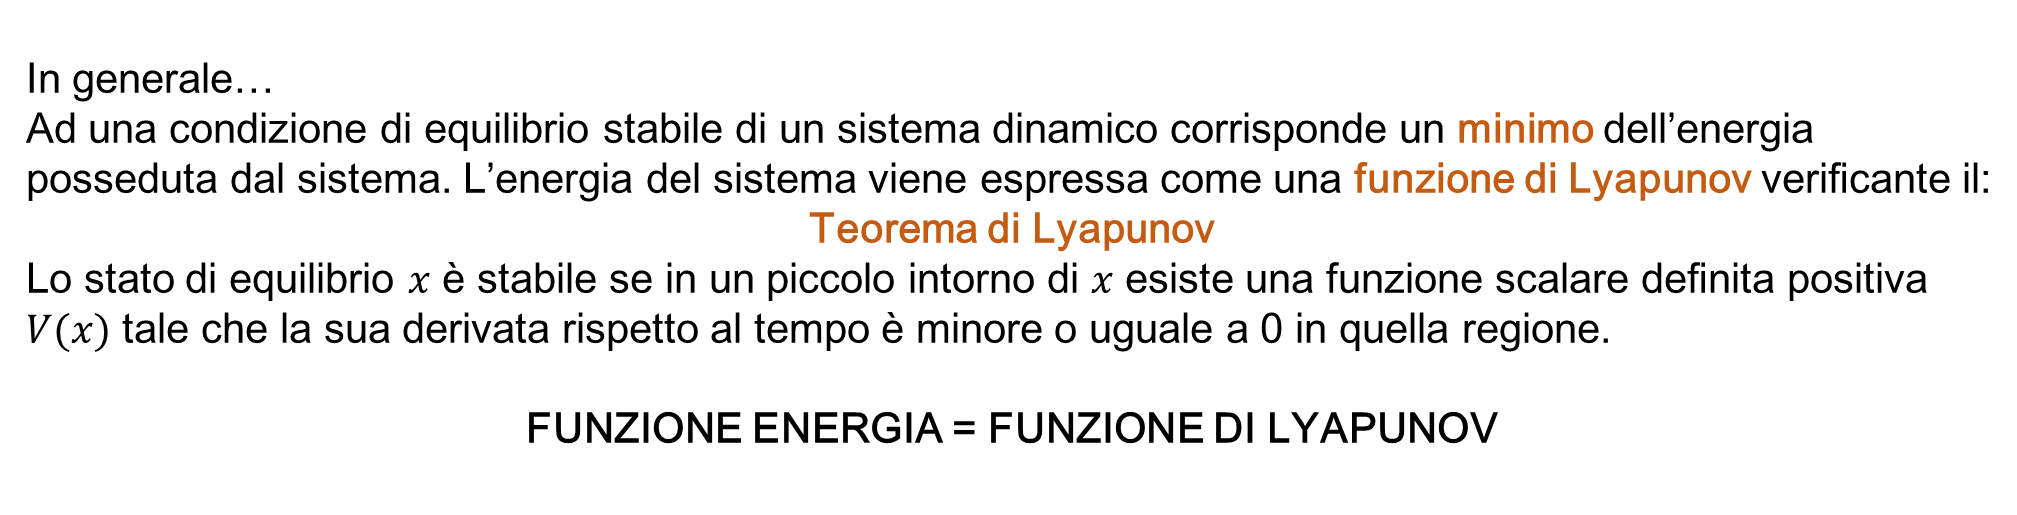 In generale…
Ad una condizione di equilibrio stabile di un sistema dinamico corrisponde un minimo dell’energia
posseduta dal sistema. L’energia del sistema viene espressa come una funzione di Lyapunov verificante il:
Teorema di Lyapunov
Lo stato di equilibrio 𝑥 è stabile se in un piccolo intorno di 𝑥 esiste una funzione scalare definita positiva
𝑉(𝑥) tale che la sua derivata rispetto al tempo è minore o uguale a 0 in quella regione.
FUNZIONE ENERGIA = FUNZIONE DI LYAPUNOV